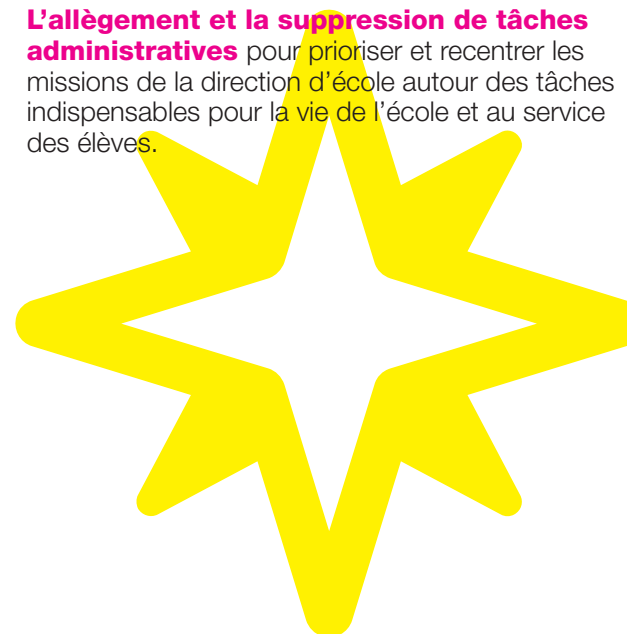 L’allègement et la suppression de tâches
administratives pour prioriser et recentrer les
missions de la direction d’école autour des tâches
indispensables pour la vie de l’école et au service
des élèves.